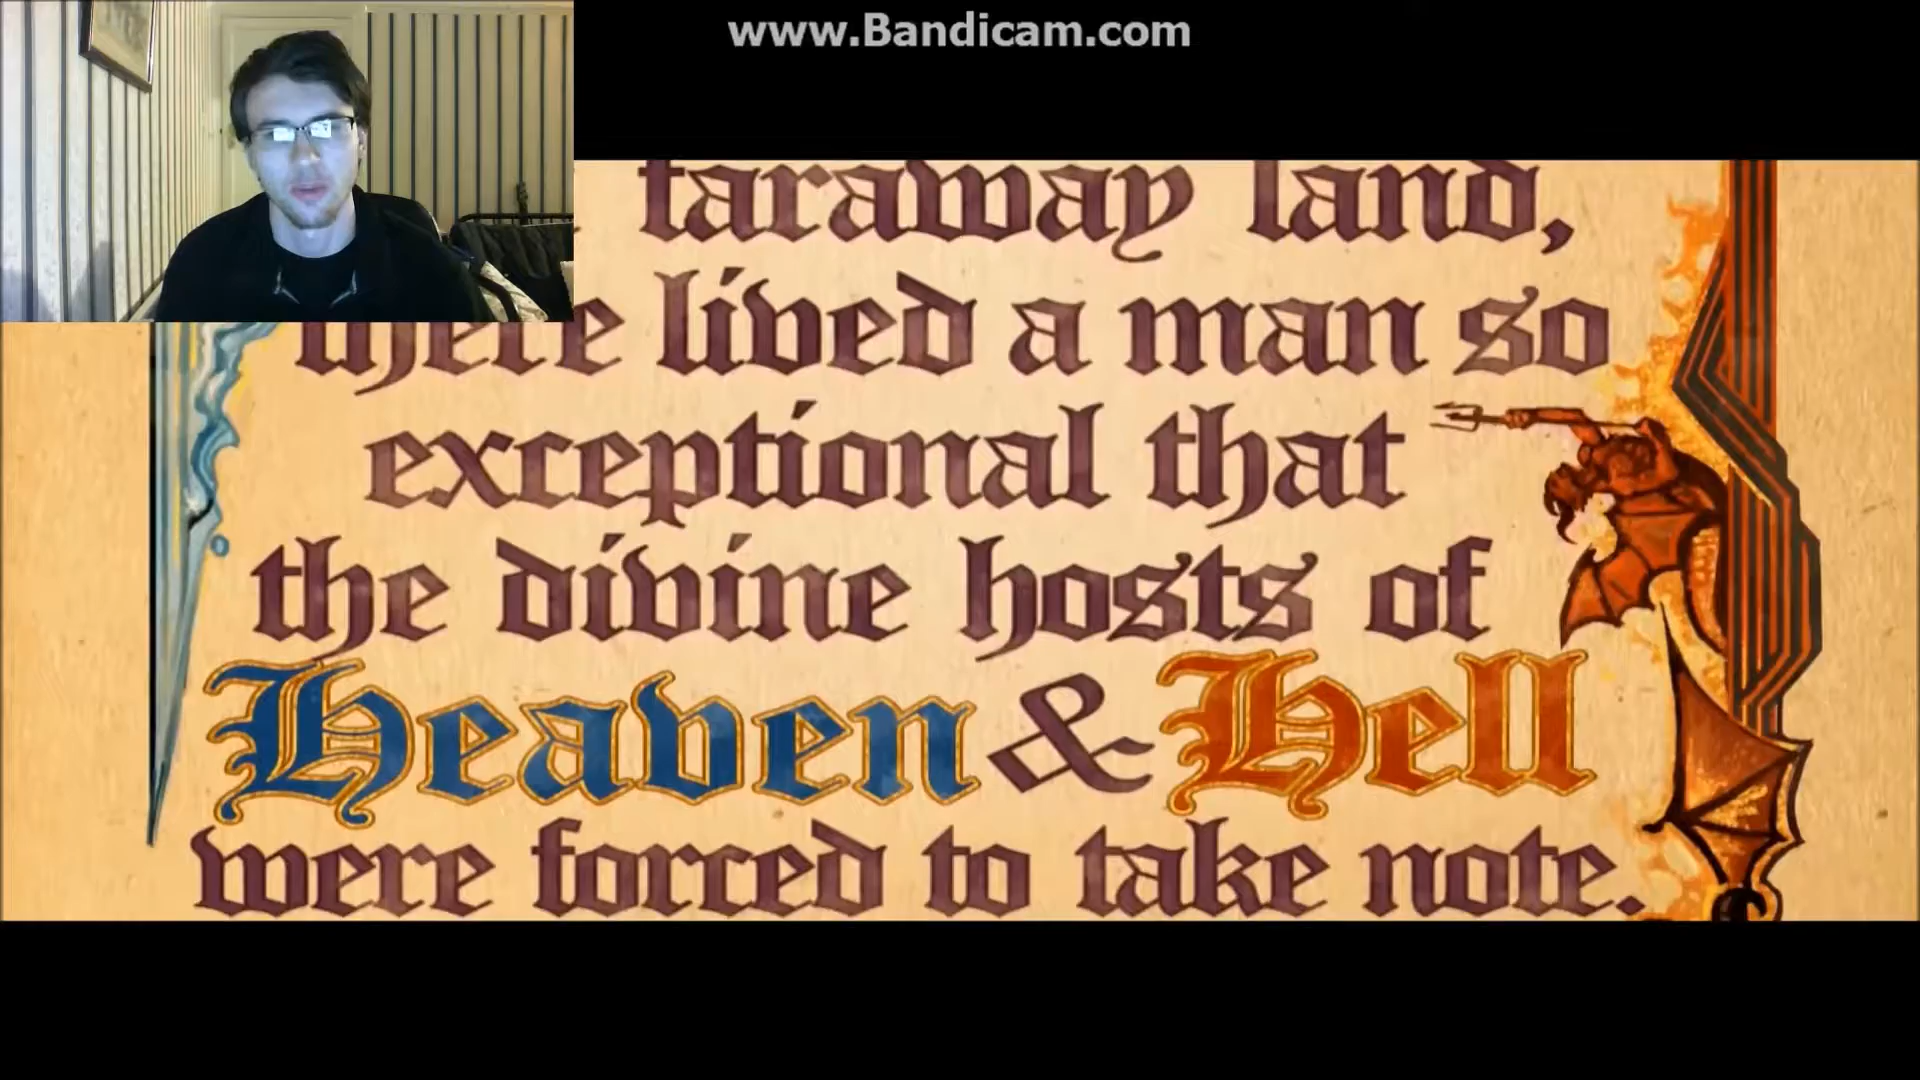 www.Bandicam.com
faraway land,
there lived a man so
exceptional that
the divine hosts of
Heaven & Hell
were forced to take note.